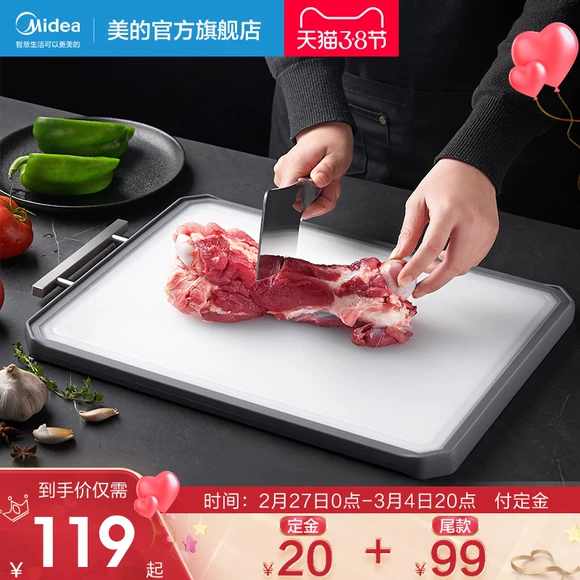 Midea
智慧生活可以更美的
美的官方旗舰店
天猫3.8节
到手价仅需
¥119起
时间：2月27日0点-3月4日20点 付定金
定金
¥20
+
尾款
¥99